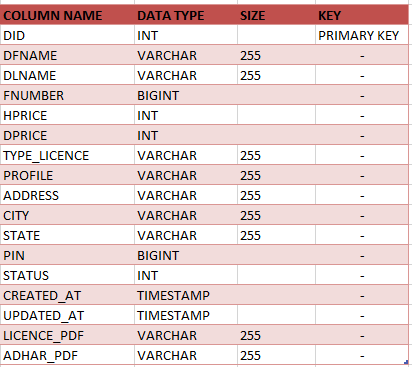 COLUMN NAME DATA TYPE SIZE KEY
DID INT PRIMARY KEY
DFNAME VARCHAR 255 -
DLNAME VARCHAR 255 -
FNUMBER BIGINT -
HPRICE INT -
DPRICE INT -
TYPE_LICENCE VARCHAR 255 -
PROFILE VARCHAR 255 -
ADDRESS VARCHAR 255 -
CITY VARCHAR 255 -
STATE VARCHAR 255 -
PIN BIGINT -
STATUS INT -
CREATED_AT TIMESTAMP -
UPDATED_AT TIMESTAMP -
LICENCE_PDF VARCHAR 255 -
ADHAR_PDF VARCHAR 255 -